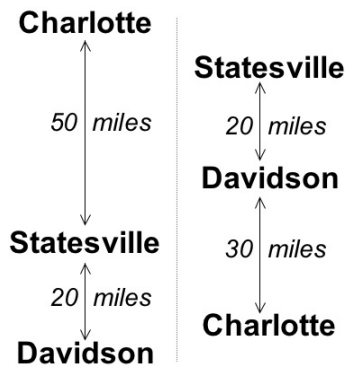 Charlotte
50 miles
Statesville
20 miles
Davidson
Statesville
20 miles
Davidson
30 miles
Charlotte